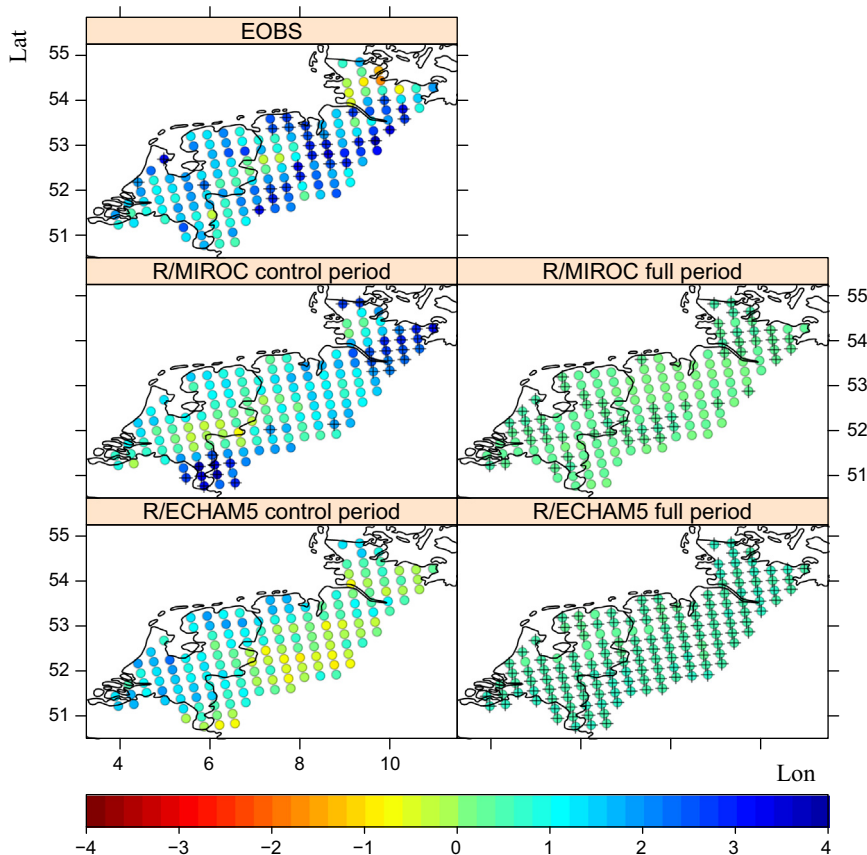 Lat
EOBS
55
54
53
52
51
R/MIROC control period
R/MIROC full period
55
54
53
52
51
R/ECHAM5 control period
R/ECHAM5 full period
55
54
53
52
51
4 6 8 10
Lon
−4 −3 −2 −1 0 1 2 3 4